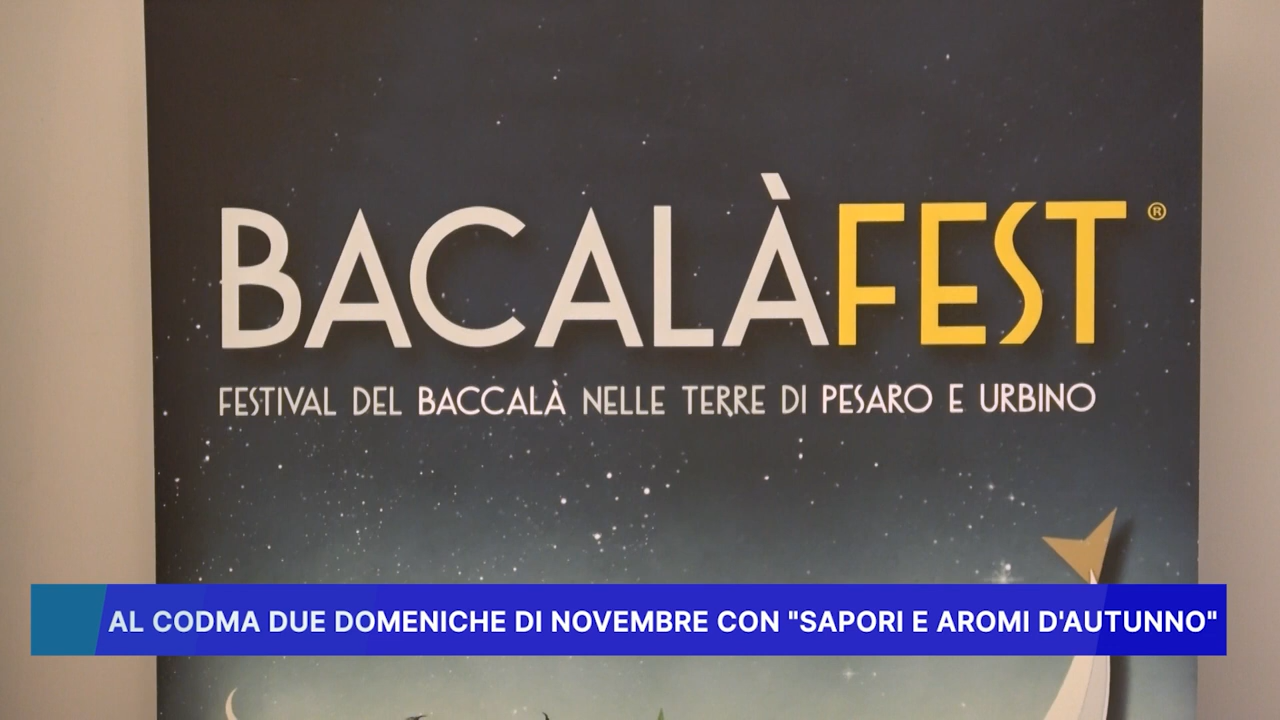 BACALÀFEST®
FESTIVAL DEL BACCALÀ NELLE TERRE DI PESARO E URBINO
AL CODMA DUE DOMENICHE DI NOVEMBRE CON "SAPORI E AROMI D'AUTUNNO"